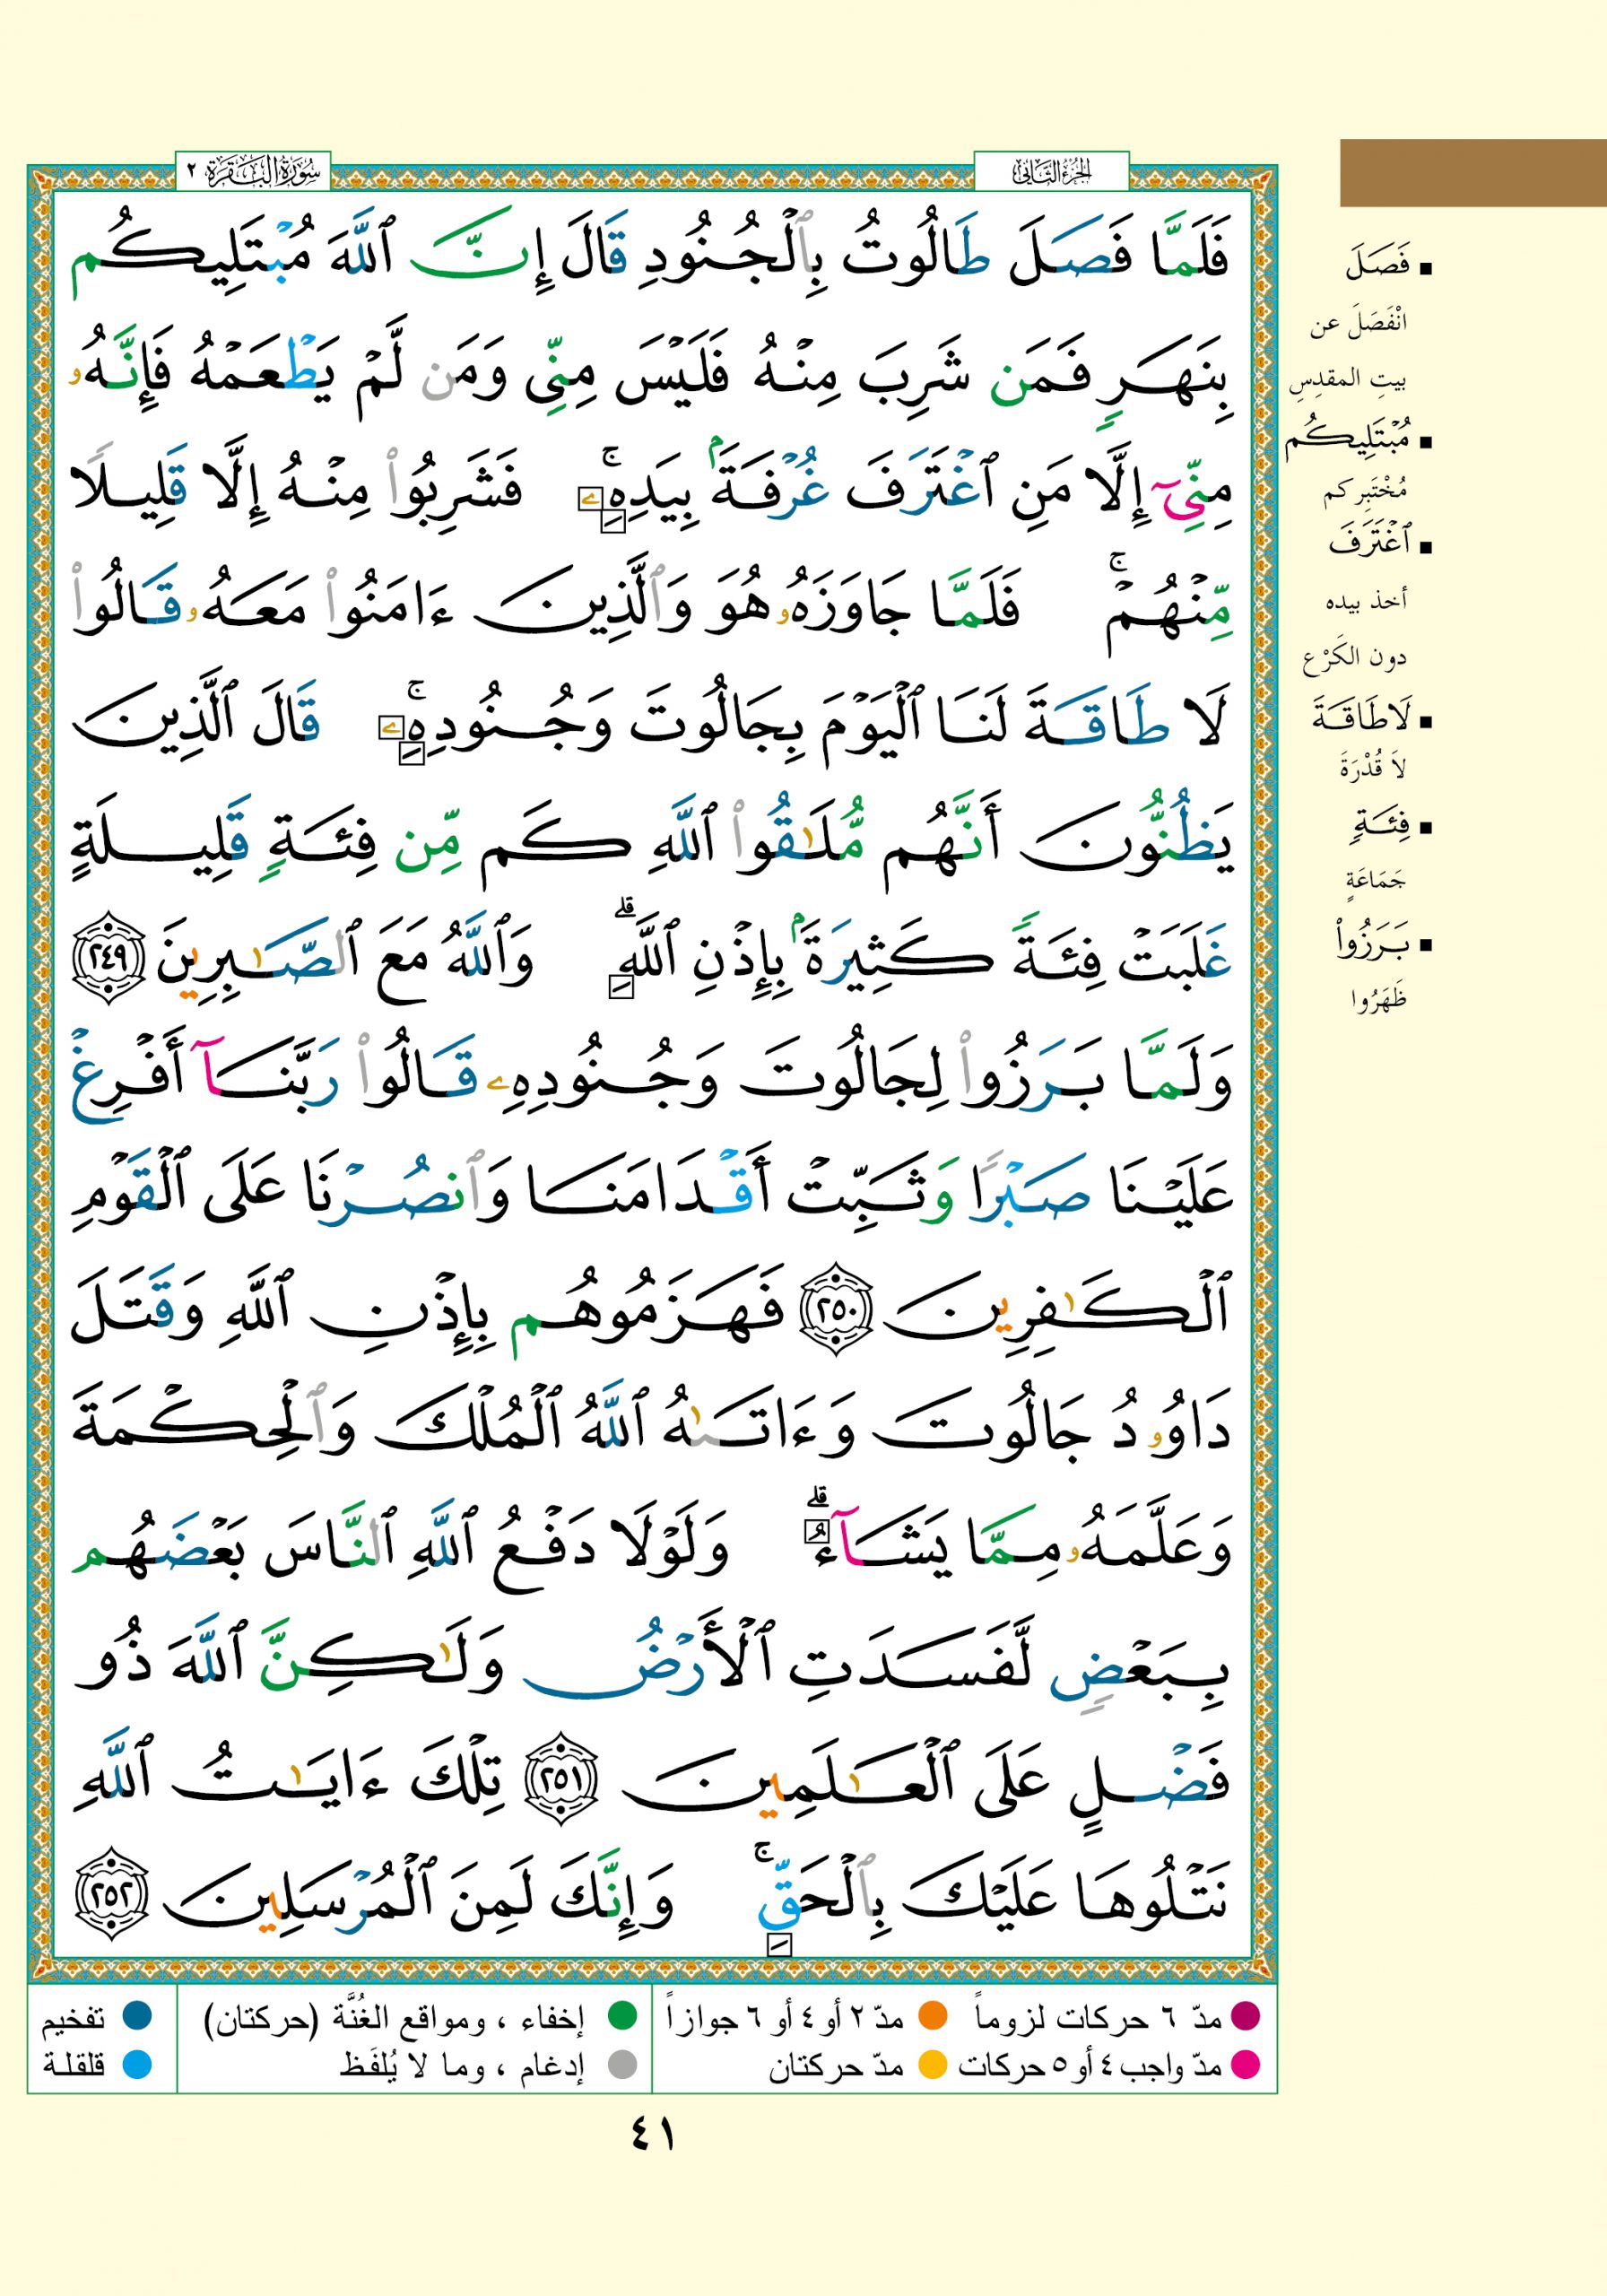 الجزء الثاني
سورة البقرة ٢
فَلَمَّا فَصَلَ طَالُوتُ بِٱلْجُنُودِ قَالَ إِنَّ ٱللَّهَ مُبْتَلِيكُم
بِنَهَرٍ فَمَن شَرِبَ مِنْهُ فَلَيْسَ مِنِّى وَمَن لَّمْ يَطْعَمْهُ فَإِنَّهُۥ
مِنِّىٓ إِلَّا مَنِ ٱغْتَرَفَ غُرْفَةًۢ بِيَدِهِۦۚ فَشَرِبُوا۟ مِنْهُ إِلَّا قَلِيلًا
مِّنْهُمْۚ فَلَمَّا جَاوَزَهُۥ هُوَ وَٱلَّذِينَ ءَامَنُوا۟ مَعَهُۥ قَالُوا۟
لَا طَاقَةَ لَنَا ٱلْيَوْمَ بِجَالُوتَ وَجُنُودِهِۦۚ قَالَ ٱلَّذِينَ
يَظُنُّونَ أَنَّهُم مُّلَـٰقُوا۟ ٱللَّهِ كَم مِّن فِئَةٍ قَلِيلَةٍ
غَلَبَتْ فِئَةً كَثِيرَةًۢ بِإِذْنِ ٱللَّهِۗ وَٱللَّهُ مَعَ ٱلصَّـٰبِرِينَ ٢٤٩
وَلَمَّا بَرَزُوا۟ لِجَالُوتَ وَجُنُودِهِۦ قَالُوا۟ رَبَّنَآ أَفْرِغْ
عَلَيْنَا صَبْرًا وَثَبِّتْ أَقْدَامَنَا وَٱنصُرْنَا عَلَى ٱلْقَوْمِ
ٱلْكَـٰفِرِينَ ٢٥٠ فَهَزَمُوهُم بِإِذْنِ ٱللَّهِ وَقَتَلَ
دَاوُۥدُ جَالُوتَ وَءَاتَىٰهُ ٱللَّهُ ٱلْمُلْكَ وَٱلْحِكْمَةَ
وَعَلَّمَهُۥ مِمَّا يَشَآءُۗ وَلَوْلَا دَفْعُ ٱللَّهِ ٱلنَّاسَ بَعْضَهُم
بِبَعْضٍ لَّفَسَدَتِ ٱلْأَرْضُ وَلَـٰكِنَّ ٱللَّهَ ذُو
فَضْلٍ عَلَى ٱلْعَـٰلَمِينَ ٢٥١ تِلْكَ ءَايَـٰتُ ٱللَّهِ
نَتْلُوهَا عَلَيْكَ بِٱلْحَقِّۚ وَإِنَّكَ لَمِنَ ٱلْمُرْسَلِينَ ٢٥٢
▪ فَصَلَ
انْفَصَلَ عن
بيتِ المقدِسِ
▪ مُبْتَلِيكُم
مُخْتَبِركم
▪ ٱغْتَرَفَ
أخذ بيده
دون الكَرْع
▪ لَا طَاقَةَ
لاَ قُدْرَةَ
▪ فِئَةٍ
جَمَاعَةٍ
▪ بَرَزُوا۟
ظَهَرُوا
مدّ ٦ حركات لزوماً
مدّ ٢ أو ٤ أو ٦ جوازاً
إخفاء ، ومواقع الغُنَّة (حركتان)
تفخيم
مدّ واجب ٤ أو ٥ حركات
مدّ حركتان
إدغام ، وما لا يُلفَظ
قلقلة
٤١